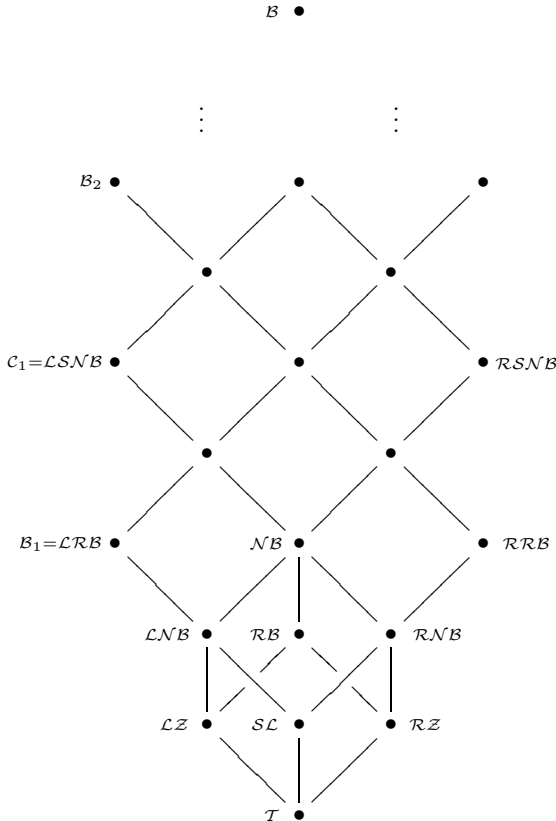 ℬ
⋮ ⋮
ℬ₂
𝒞₁=ℒ𝒮𝒩ℬ ℛ𝒮𝒩ℬ
ℬ₁=ℒℛℬ 𝒩ℬ ℛℛℬ
ℒ𝒩ℬ ℛℬ ℛ𝒩ℬ
ℒ𝒵 𝒮ℒ ℛ𝒵
𝒯